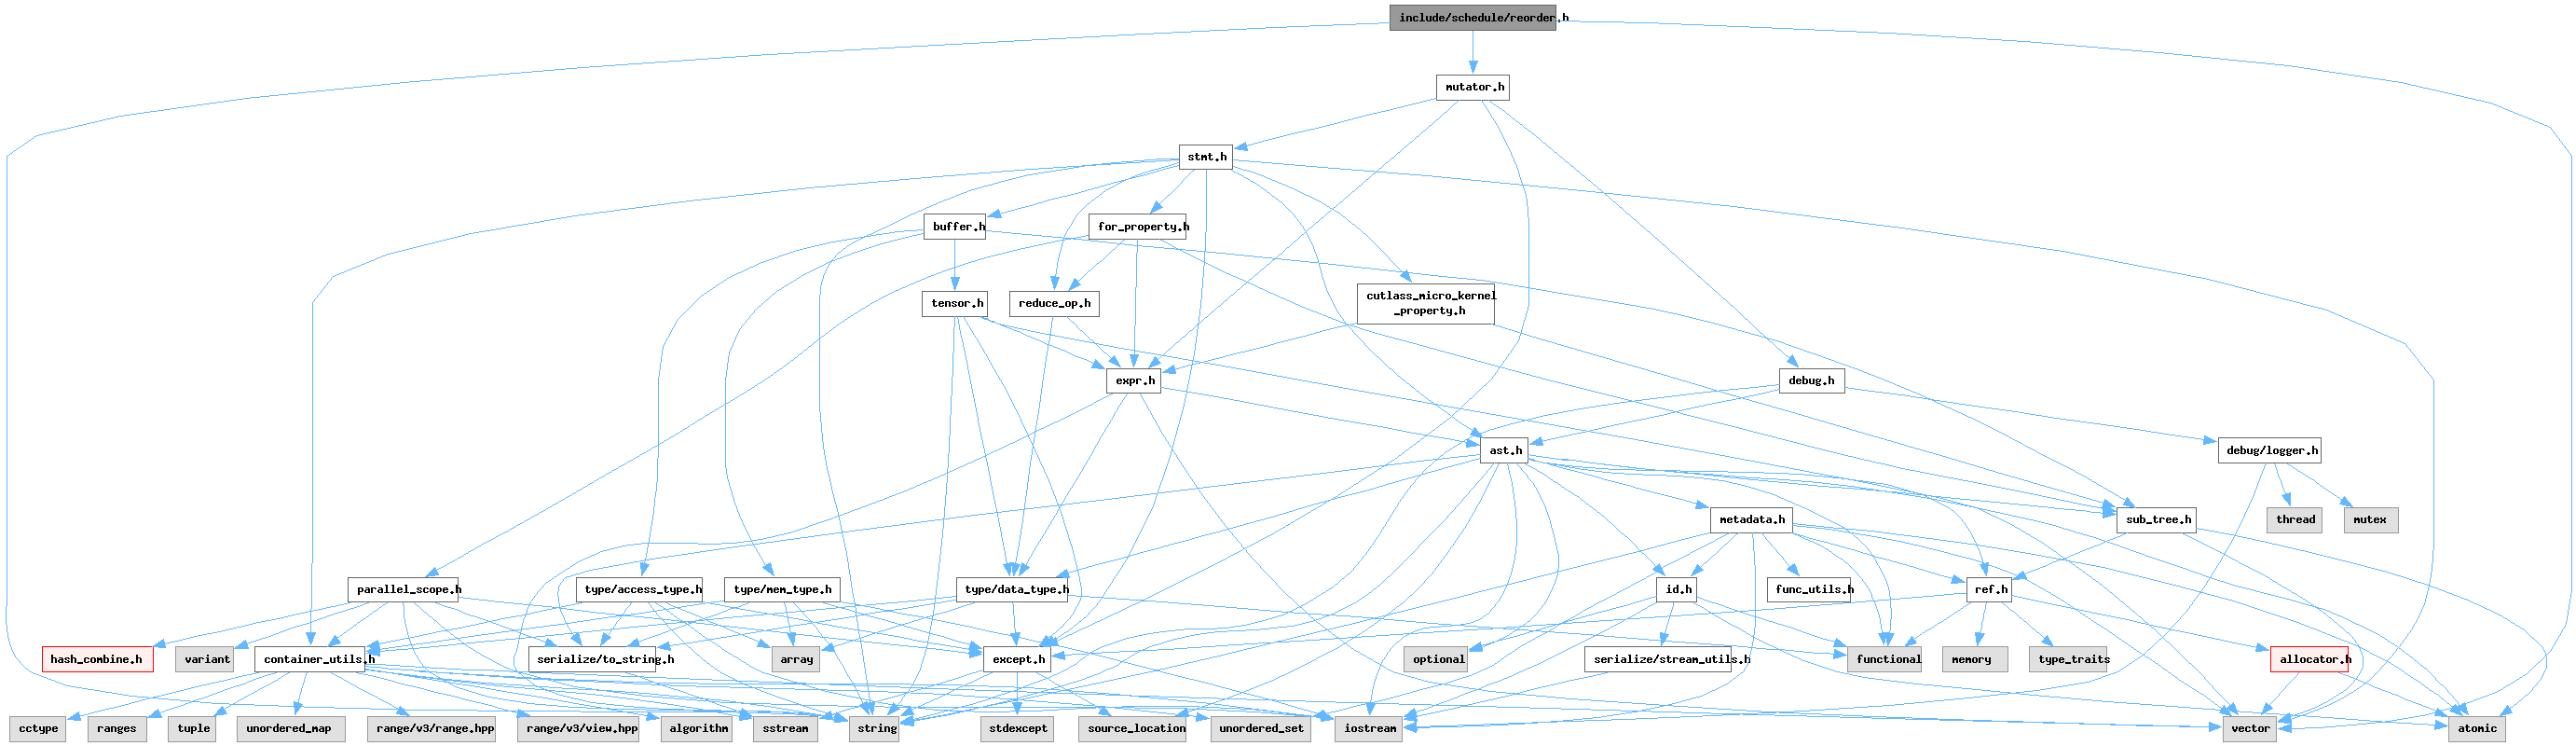 include/schedule/reorder.h
mutator.h
stmt.h
buffer.h
for_property.h
tensor.h
reduce_op.h
cutlass_micro_kernel
_property.h
expr.h
debug.h
ast.h
debug/logger.h
metadata.h
sub_tree.h
thread
mutex
parallel_scope.h
type/access_type.h
type/mem_type.h
type/data_type.h
id.h
func_utils.h
ref.h
hash_combine.h
variant
container_utils.h
serialize/to_string.h
array
except.h
optional
serialize/stream_utils.h
functional
memory
type_traits
allocator.h
cctype
ranges
tuple
unordered_map
range/v3/range.hpp
range/v3/view.hpp
algorithm
sstream
string
stdexcept
source_location
unordered_set
iostream
vector
atomic